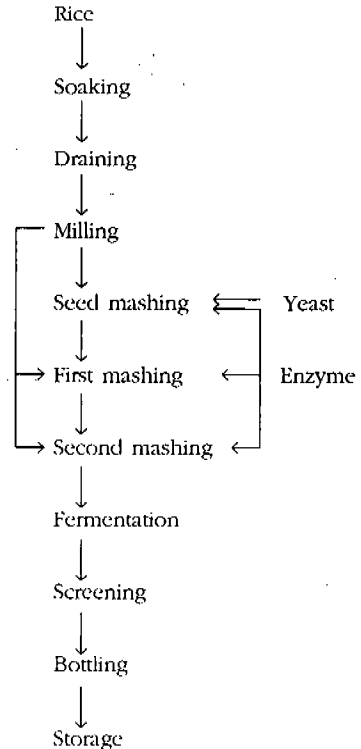 Rice
Soaking
Draining
Milling
Seed mashing Yeast
First mashing Enzyme
Second mashing
Fermentation
Screening
Bottling
Storage